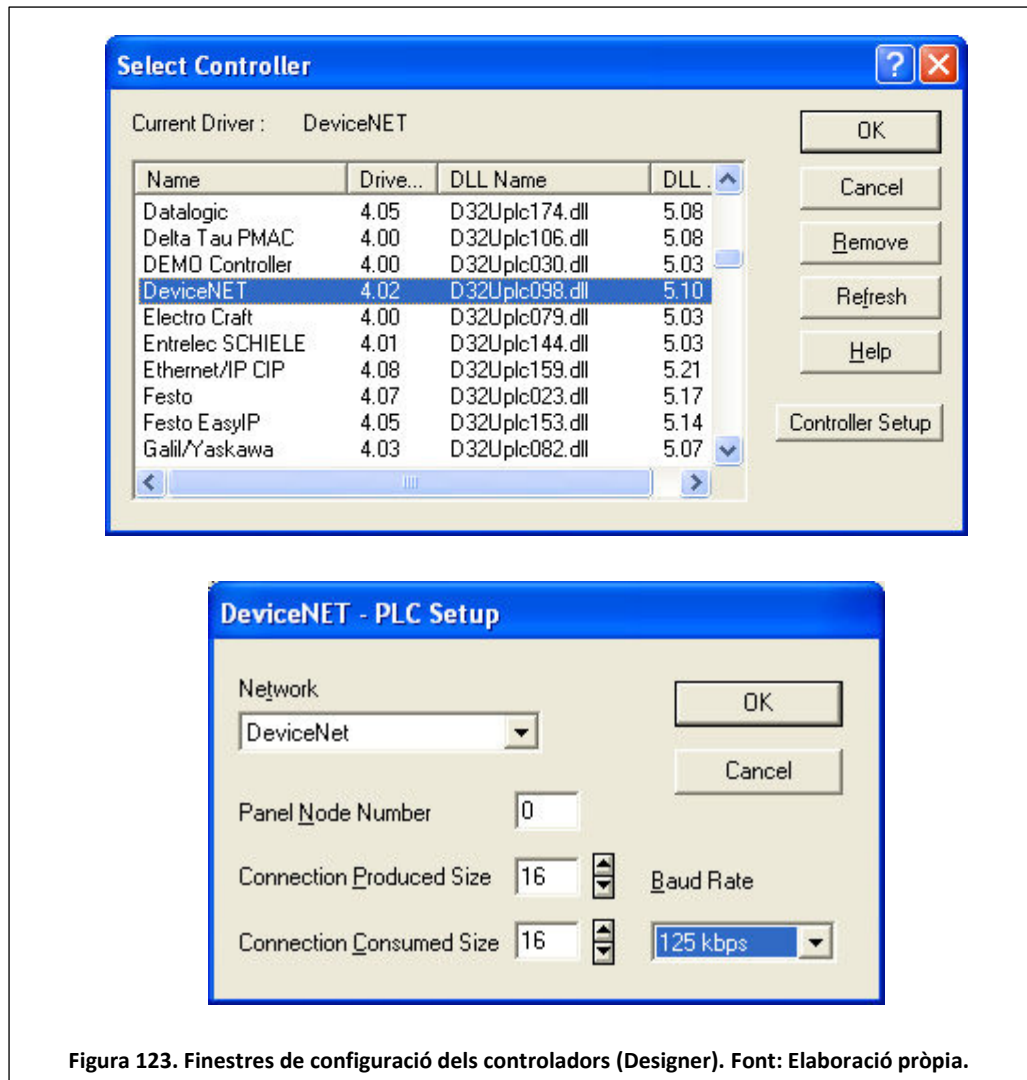 Select Controller
Current Driver : DeviceNET
OK
Name Drive... DLL Name DLL .
Cancel
Datalogic 4.05 D32Uplc174.dll 5.08
Delta Tau PMAC 4.00 D32Uplc106.dll 5.08
Remove
DEMO Controller 4.00 D32Uplc030.dll 5.03
DeviceNET 4.02 D32Uplc098.dll 5.10
Refresh
Electro Craft 4.00 D32Uplc079.dll 5.03
Entrelec SCHIELE 4.01 D32Uplc144.dll 5.03
Help
Ethernet/IP CIP 4.08 D32Uplc159.dll 5.21
Festo 4.07 D32Uplc023.dll 5.17
Festo EasyIP 4.05 D32Uplc153.dll 5.14
Controller Setup
Galil/Yaskawa 4.03 D32Uplc082.dll 5.07
DeviceNET - PLC Setup
Network
DeviceNet
OK
Cancel
Panel Node Number 0
Connection Produced Size 16
Baud Rate
Connection Consumed Size 16
125 kbps
Figura 123. Finestres de configuració dels controladors (Designer). Font: Elaboració pròpia.